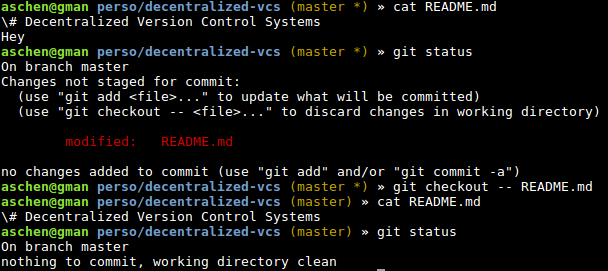 aschen@gman perso/decentralized-vcs (master *) » cat README.md
\# Decentralized Version Control Systems
Hey
aschen@gman perso/decentralized-vcs (master *) » git status
On branch master
Changes not staged for commit:
  (use "git add <file>..." to update what will be committed)
  (use "git checkout -- <file>..." to discard changes in working directory)

        modified:   README.md

no changes added to commit (use "git add" and/or "git commit -a")
aschen@gman perso/decentralized-vcs (master *) » git checkout -- README.md
aschen@gman perso/decentralized-vcs (master) » cat README.md
\# Decentralized Version Control Systems
aschen@gman perso/decentralized-vcs (master) » git status
On branch master
nothing to commit, working directory clean